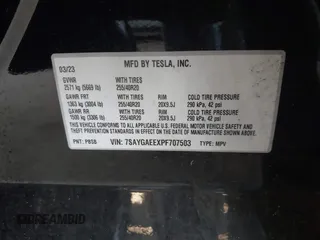 MFD BY TESLA, INC.
03/23
GVWR WITH TIRES
2571 kg (5669 lb) 255/40R20
GAWR FRT WITH TIRES RIM COLD TIRE PRESSURE
1363 kg (3004 lb) 255/40R20 20X9.5J 290 kPa, 42 psi
GAWR RR WITH TIRES RIM COLD TIRE PRESSURE
1500 kg (3306 lb) 255/40R20 20X9.5J 290 kPa, 42 psi
THIS VEHICLE CONFORMS TO ALL APPLICABLE FEDERAL MOTOR VEHICLE SAFETY AND
THEFT PREVENTION STANDARDS IN EFFECT ON THE DATE OF MANUFACTURE SHOWN ABOVE.
PNT: PBSB VIN: 7SAYGAEEXPF707503 TYPE: MPV
DREAMBID